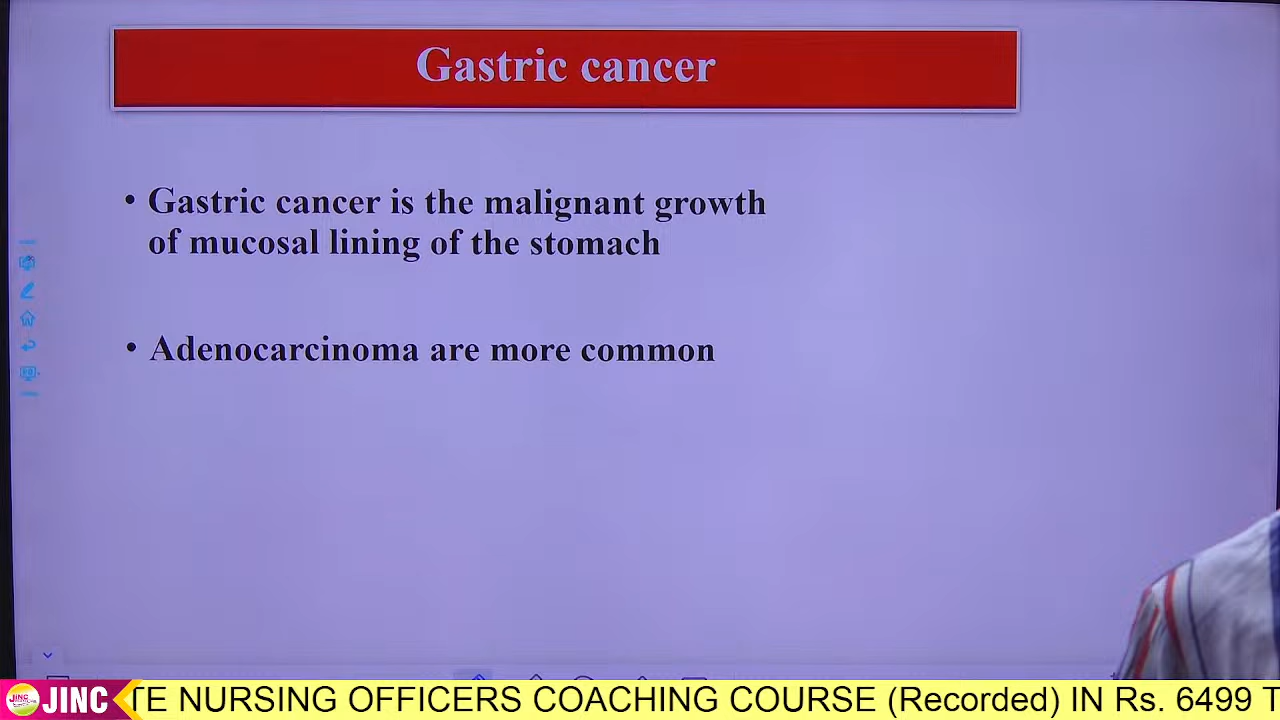 Gastric cancer
• Gastric cancer is the malignant growth
of mucosal lining of the stomach
• Adenocarcinoma are more common
JINC
TE NURSING OFFICERS COACHING COURSE (Recorded) IN Rs. 6499 T